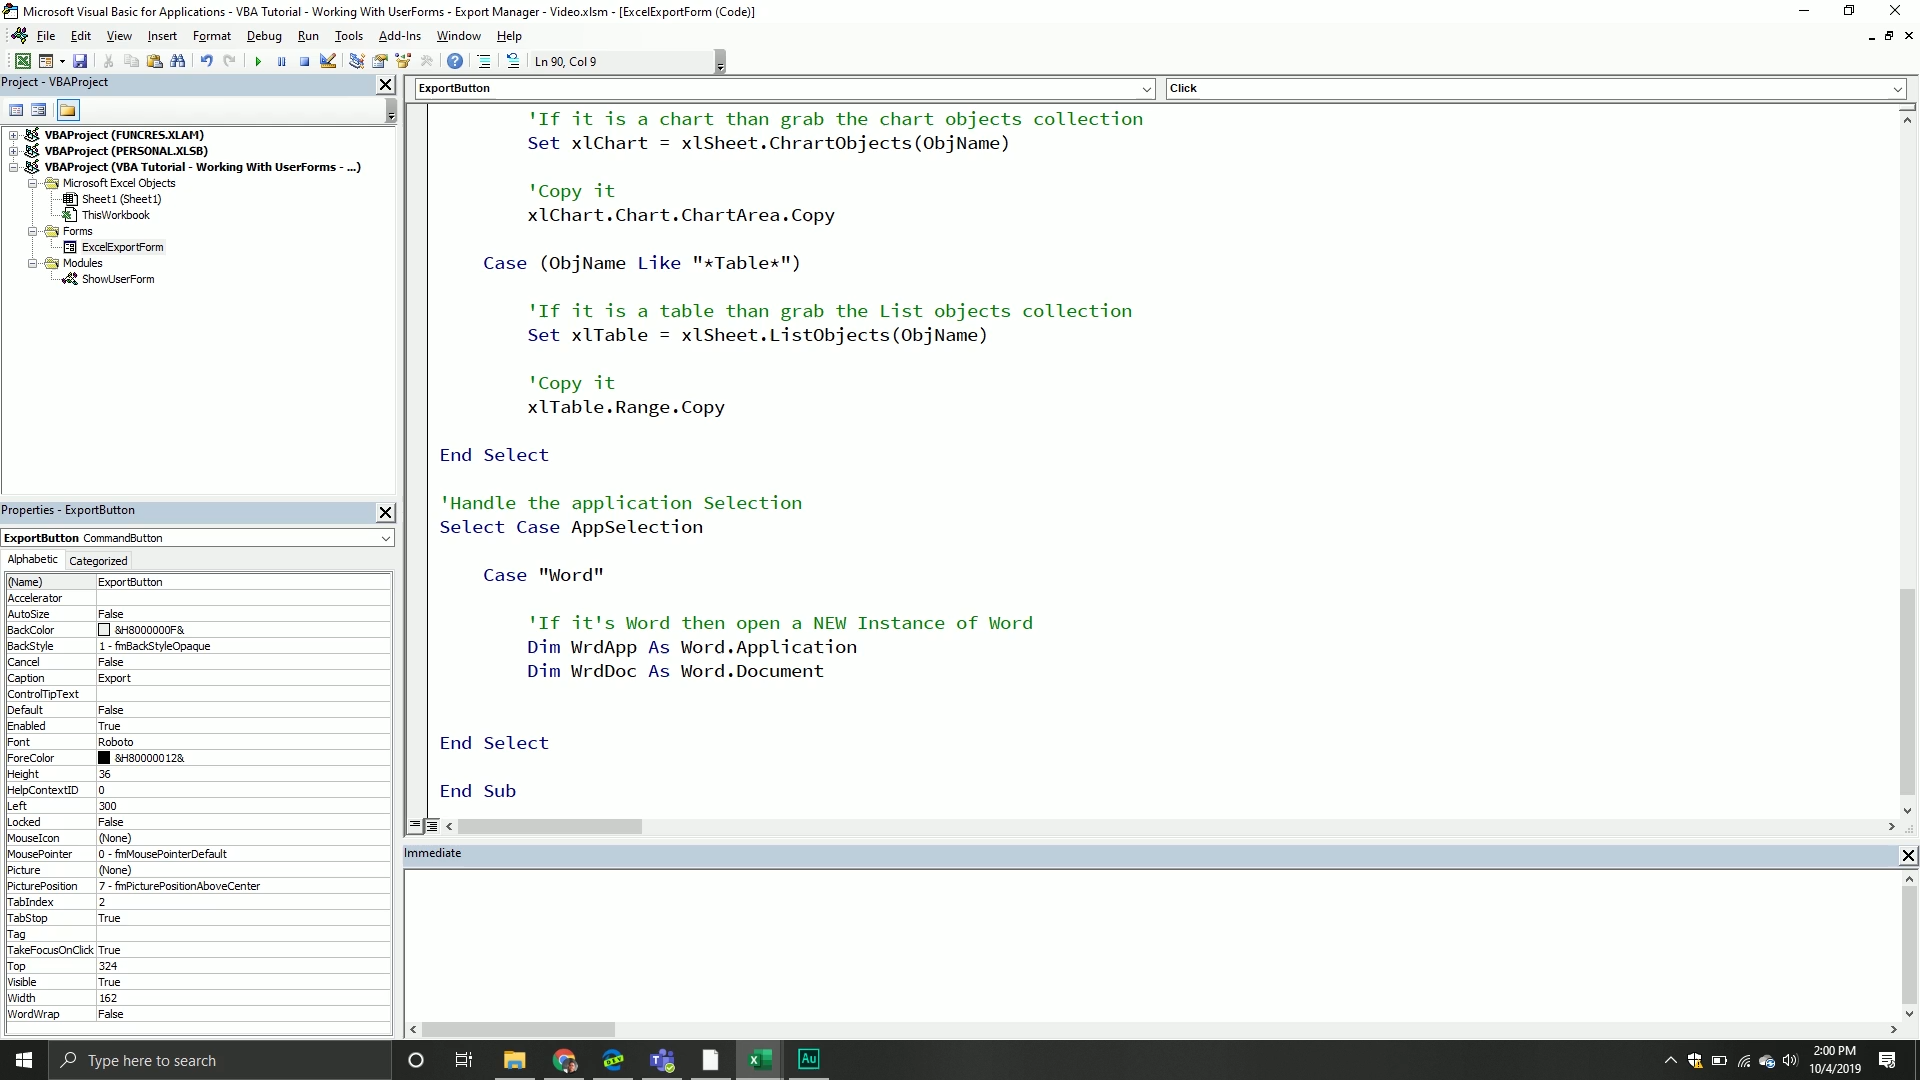 Microsoft Visual Basic for Applications - VBA Tutorial - Working With UserForms - Export Manager - Video.xlsm - [ExcelExportForm (Code)]
File Edit View Insert Format Debug Run Tools Add-Ins Window Help
Ln 90, Col 9
Project - VBAProject
VBAProject (FUNCRES.XLAM)
VBAProject (PERSONAL.XLSB)
VBAProject (VBA Tutorial - Working With UserForms - ...)
Microsoft Excel Objects
Sheet1 (Sheet1)
ThisWorkbook
Forms
ExcelExportForm
Modules
ShowUserForm
Properties - ExportButton
ExportButton CommandButton
Alphabetic Categorized
(Name) ExportButton
Accelerator
AutoSize False
BackColor &H8000000F&
BackStyle 1 - fmBackStyleOpaque
Cancel False
Caption Export
ControlTipText
Default False
Enabled True
Font Roboto
ForeColor &H80000012&
Height 36
HelpContextID 0
Left 300
Locked False
MouseIcon (None)
MousePointer 0 - fmMousePointerDefault
Picture (None)
PicturePosition 7 - fmPicturePositionAboveCenter
TabIndex 2
TabStop True
Tag
TakeFocusOnClick True
Top 324
Visible True
Width 162
WordWrap False
ExportButton Click
'If it is a chart than grab the chart objects collection
Set xlChart = xlSheet.ChrartObjects(ObjName)
'Copy it
xlChart.Chart.ChartArea.Copy
Case (ObjName Like "*Table*")
'If it is a table than grab the List objects collection
Set xlTable = xlSheet.ListObjects(ObjName)
'Copy it
xlTable.Range.Copy
End Select
'Handle the application Selection
Select Case AppSelection
Case "Word"
'If it's Word then open a NEW Instance of Word
Dim WrdApp As Word.Application
Dim WrdDoc As Word.Document
End Select
End Sub
Immediate
Type here to search
Au
2:00 PM
10/4/2019